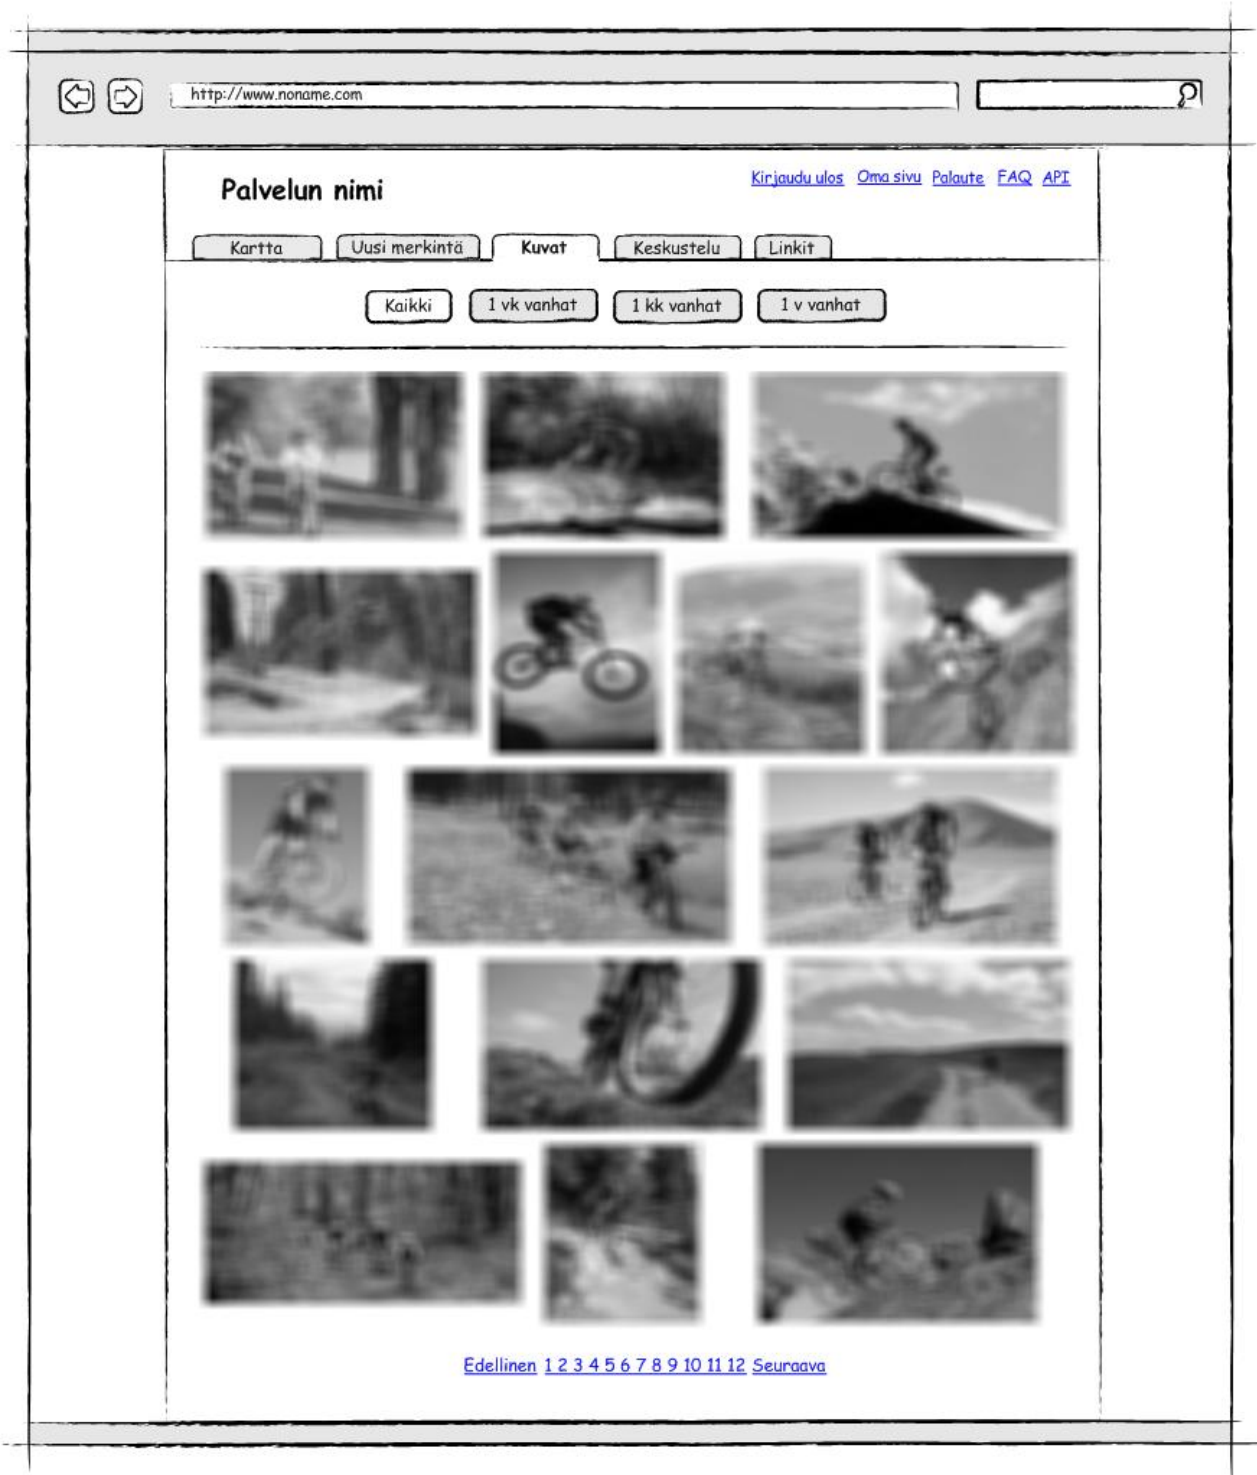 http://www.noname.com
Palvelun nimi
Kirjaudu ulos Oma sivu Palaute FAQ API
Kartta Uusi merkintä Kuvat Keskustelu Linkit
Kaikki 1 vk vanhat 1 kk vanhat 1 v vanhat
Edellinen 1 2 3 4 5 6 7 8 9 10 11 12 Seuraava